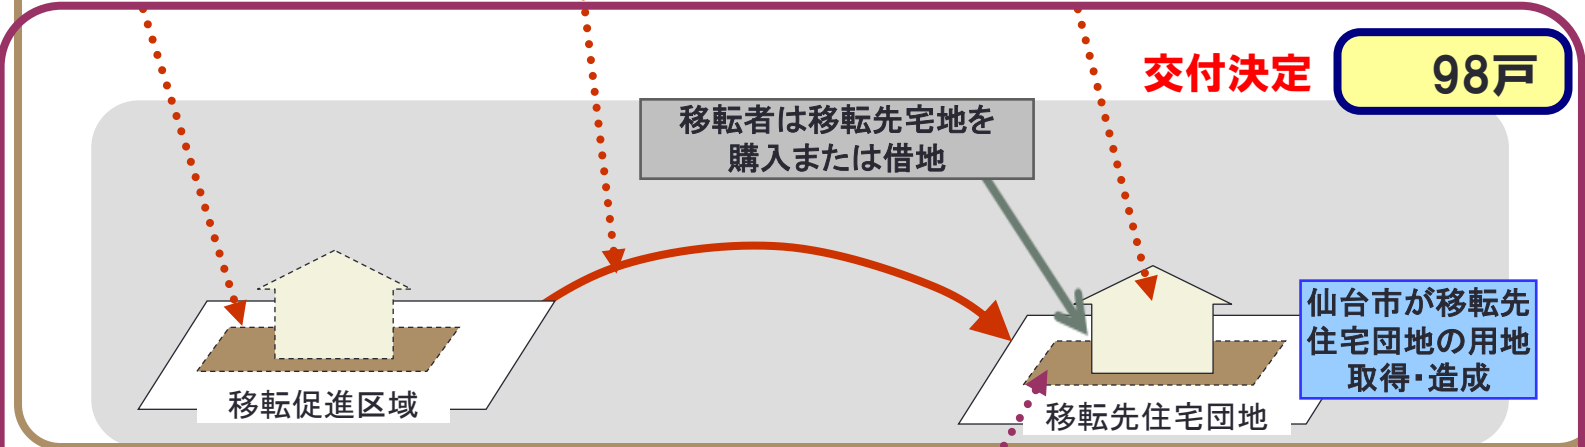 交付決定
98戸
移転者は移転先宅地を
購入または借地
仙台市が移転先
住宅団地の用地
取得・造成
移転促進区域
移転先住宅団地